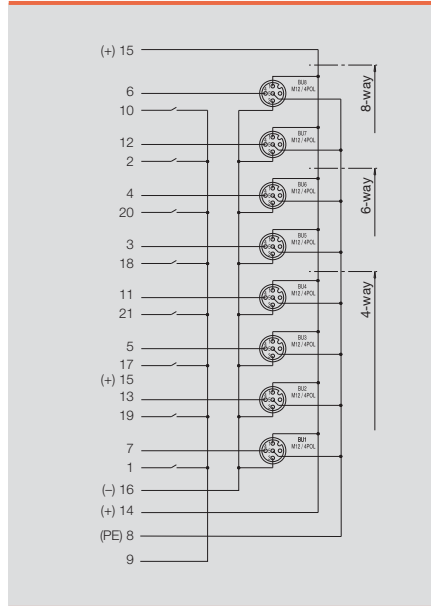 (+) 15
BU8
M12 / 4POL
8-way
6
10
BU7
M12 / 4POL
12
2
BU6
M12 / 4POL
6-way
4
20
BU5
M12 / 4POL
3
18
BU4
M12 / 4POL
4-way
11
21
BU3
M12 / 4POL
5
17
(+) 15
BU2
M12 / 4POL
13
19
BU1
M12 / 4POL
7
1
(–) 16
(+) 14
(PE) 8
9